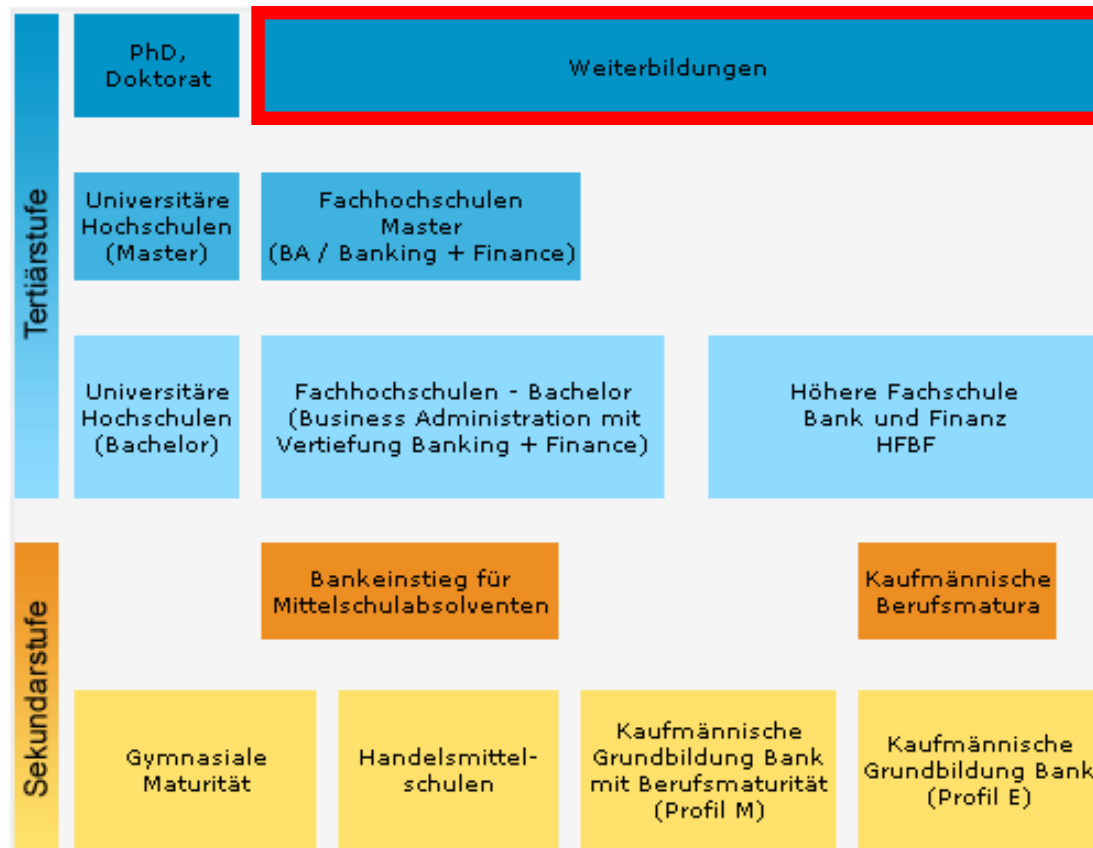 Tertiärstufe
PhD,
Doktorat
Weiterbildungen
Universitäre
Hochschulen
(Master)
Fachhochschulen
Master
(BA / Banking + Finance)
Universitäre
Hochschulen
(Bachelor)
Fachhochschulen - Bachelor
(Business Administration mit
Vertiefung Banking + Finance)
Höhere Fachschule
Bank und Finanz
HFBF
Sekundarstufe
Bankeinstieg für
Mittelschulabsolventen
Kaufmännische
Berufsmatura
Gymnasiale
Maturität
Handelsmittel-
schulen
Kaufmännische
Grundbildung Bank
mit Berufsmaturität
(Profil M)
Kaufmännische
Grundbildung Bank
(Profil E)